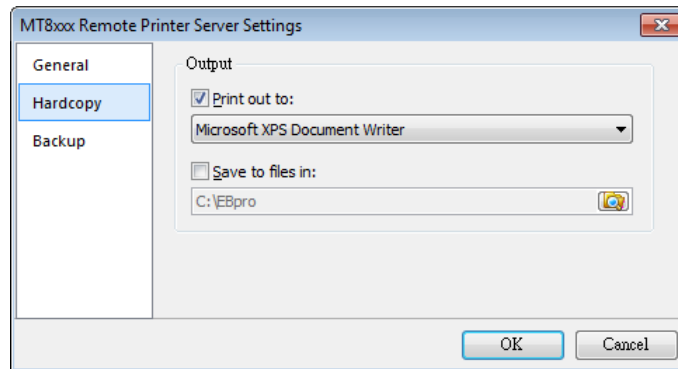 MT8xxx Remote Printer Server Settings
General
Hardcopy
Backup
Output
Print out to:
Microsoft XPS Document Writer
Save to files in:
C:\EBpro
OK
Cancel